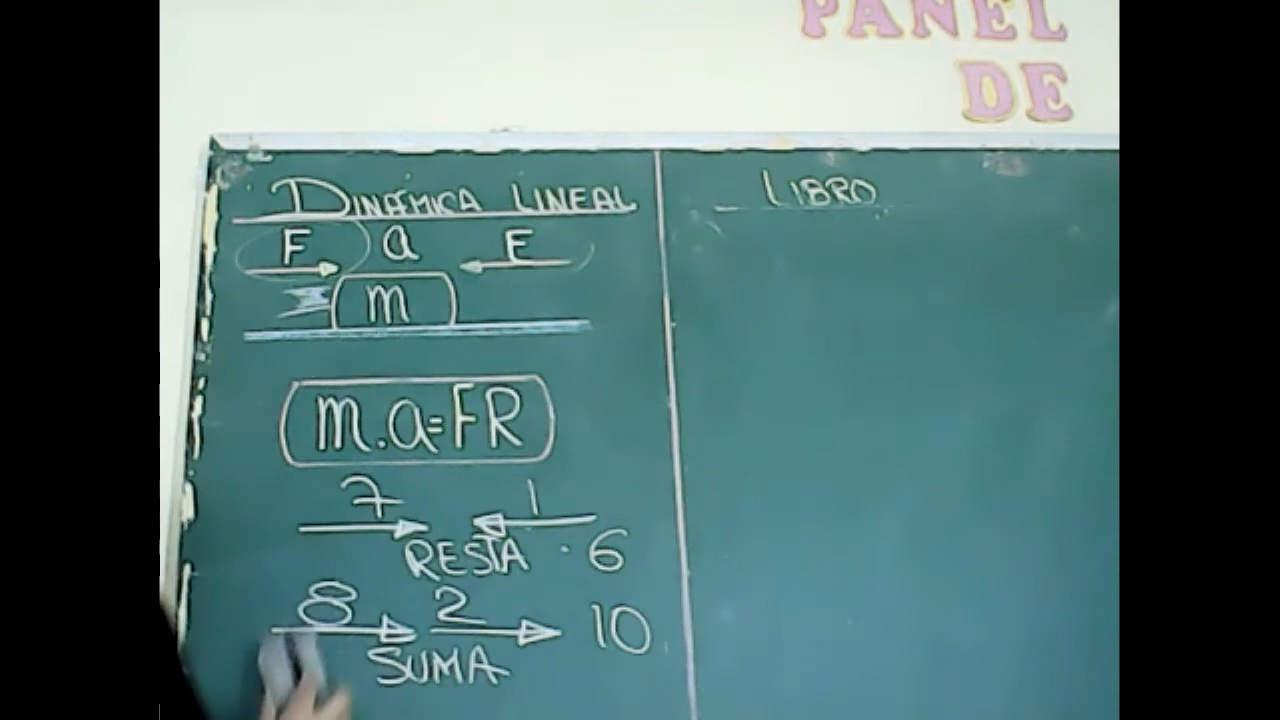 PANEL
DE
DINÁMICA LINEAL
F a F
m
m.a=FR
7 1
RESTA · 6
8 2 10
SUMA
LIBRO